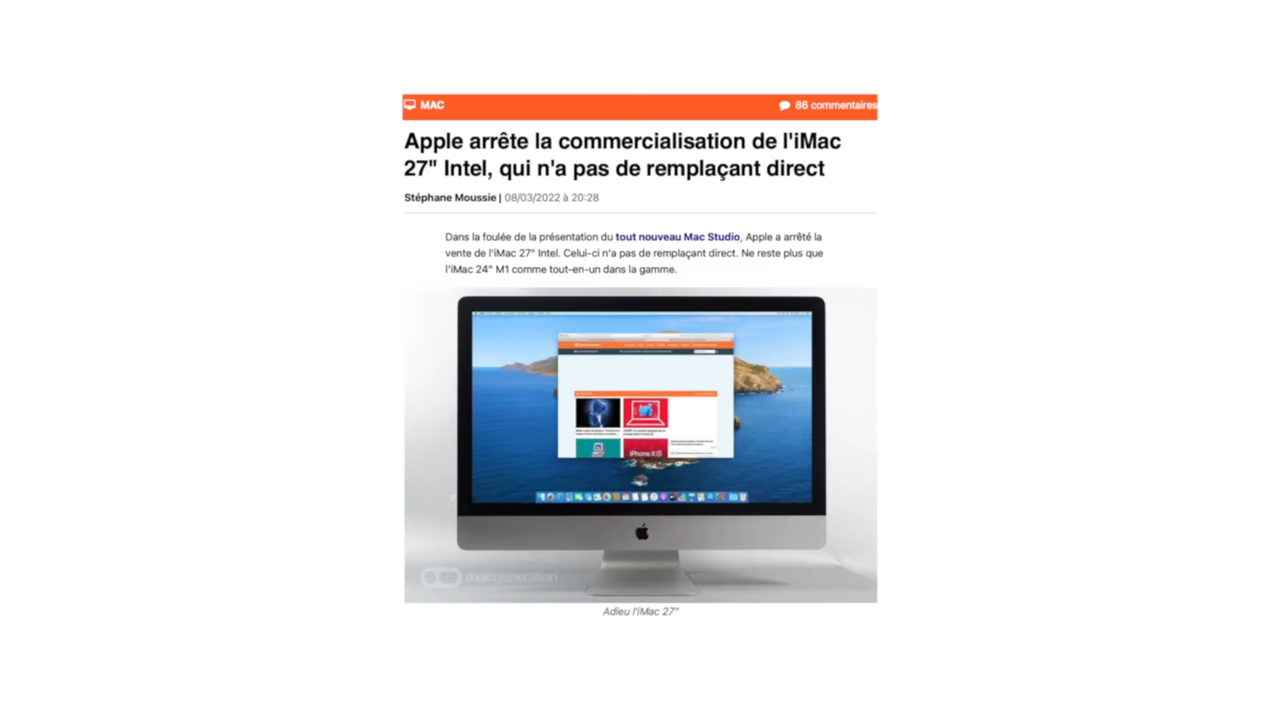 MAC
86 commentaires
Apple arrête la commercialisation de l'iMac
27" Intel, qui n'a pas de remplaçant direct
Stéphane Moussie | 08/03/2022 à 20:28
Dans la foulée de la présentation du tout nouveau Mac Studio, Apple a arrêté la
vente de l'iMac 27" Intel. Celui-ci n'a pas de remplaçant direct. Ne reste plus que
l'iMac 24" M1 comme tout-en-un dans la gamme.
iPhone X
macgeneration
Adieu l'iMac 27"